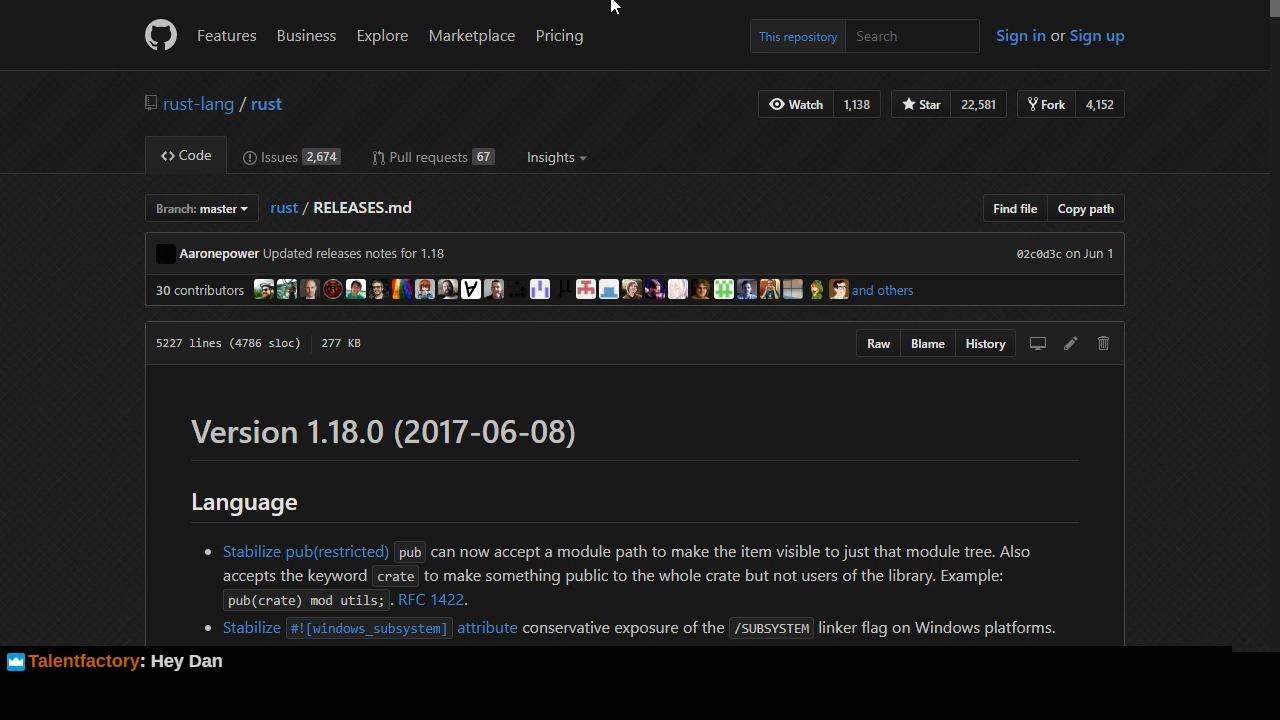 Features Business Explore Marketplace Pricing This repository Search Sign in or Sign up
rust-lang / rust Watch 1,138 Star 22,581 Fork 4,152
Code Issues 2,674 Pull requests 67 Insights
Branch: master rust / RELEASES.md Find file Copy path
Aaronepower Updated releases notes for 1.18 02c0d3c on Jun 1
30 contributors and others
5227 lines (4786 sloc) 277 KB Raw Blame History
Version 1.18.0 (2017-06-08)
Language
Stabilize pub(restricted) pub can now accept a module path to make the item visible to just that module tree. Also
accepts the keyword crate to make something public to the whole crate but not users of the library. Example:
pub(crate) mod utils; . RFC 1422.
Stabilize #![windows_subsystem] attribute conservative exposure of the /SUBSYSTEM linker flag on Windows platforms.
Talentfactory: Hey Dan